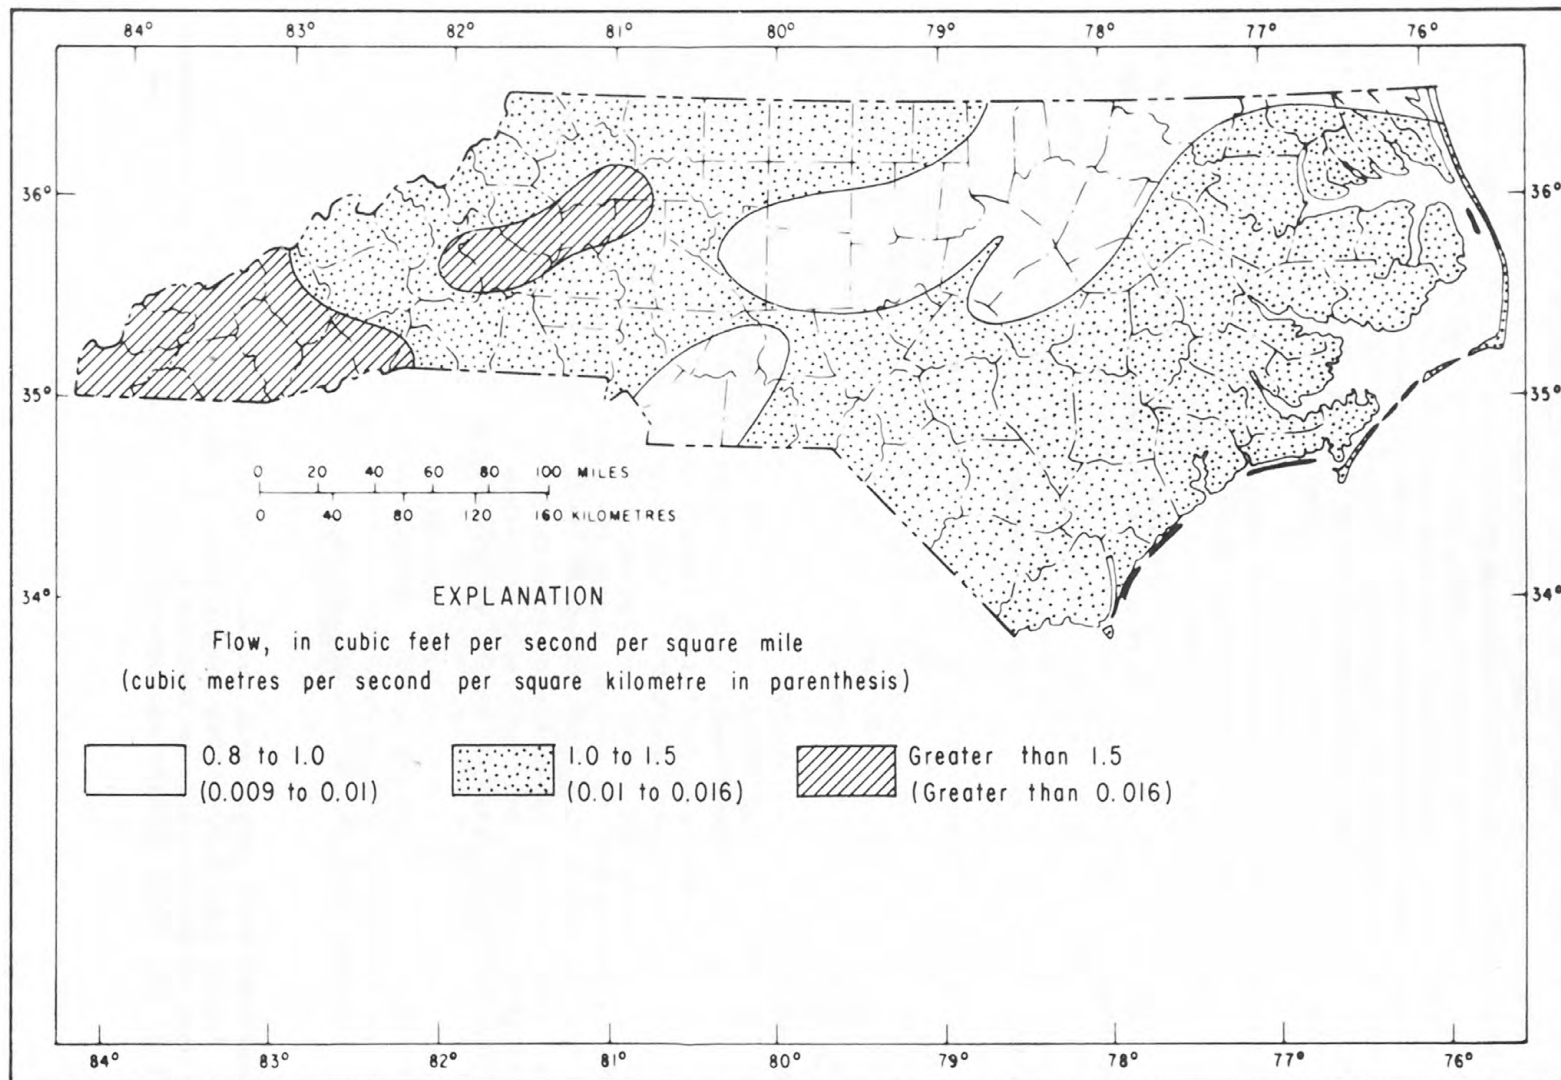 84° 83° 82° 81° 80° 79° 78° 77° 76°
36° 36°
35° 35°
0 20 40 60 80 100 MILES
0 40 80 120 160 KILOMETRES
34° 34°
EXPLANATION
Flow, in cubic feet per second per square mile
(cubic metres per second per square kilometre in parenthesis)
0.8 to 1.0 1.0 to 1.5 Greater than 1.5
(0.009 to 0.01) (0.01 to 0.016) (Greater than 0.016)
84° 83° 82° 81° 80° 79° 78° 77° 76°